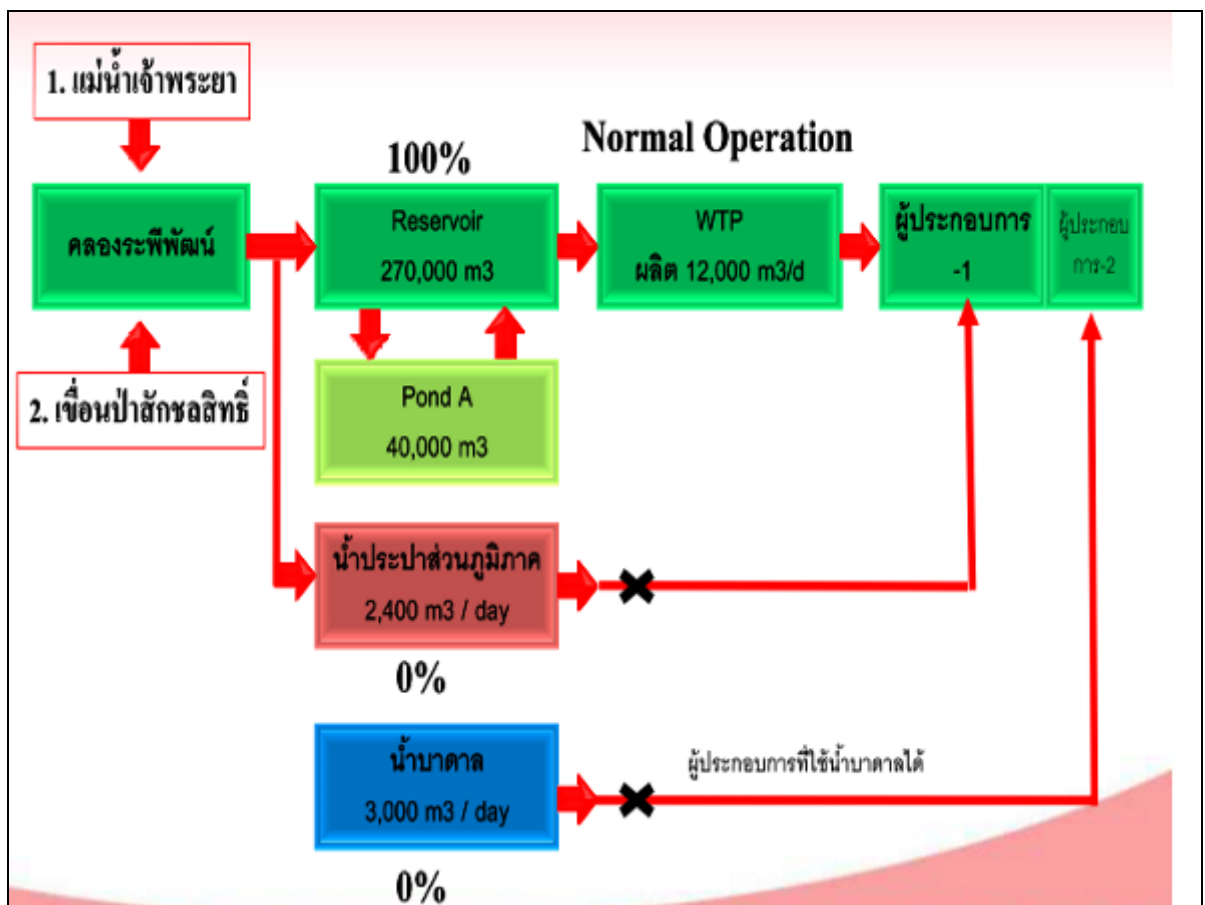 1. แม่น้ำเจ้าพระยา
Normal Operation
100%
คลองระพีพัฒน์
Reservoir
270,000 m3
WTP
ผลิต 12,000 m3/d
ผู้ประกอบการ
-1
ผู้ประกอบ
การ-2
2. เขื่อนป่าสักชลสิทธิ์
Pond A
40,000 m3
น้ำประปาส่วนภูมิภาค
2,400 m3 / day
0%
น้ำบาดาล
3,000 m3 / day
ผู้ประกอบการที่ใช้น้ำบาดาลได้
0%